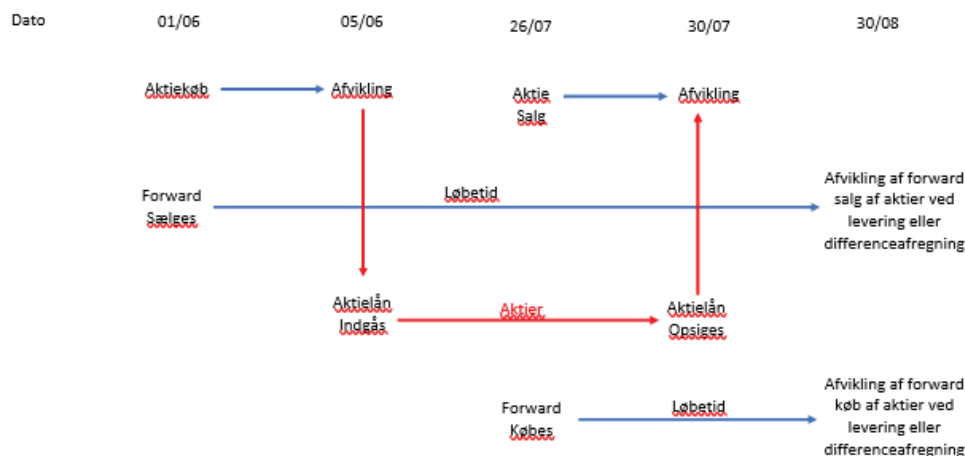 Dato 01/06 05/06 26/07 30/07 30/08
Aktiekøb Afvikling Aktie Afvikling
Salg
Forward
Sælges
Løbetid
Afvikling af forward
salg af aktier ved
levering eller
differenceafregning
Aktielån
Indgås
Aktier
Aktielån
Opsiges
Forward
Købes
Løbetid
Afvikling af forward
køb af aktier ved
levering eller
differenceafregning